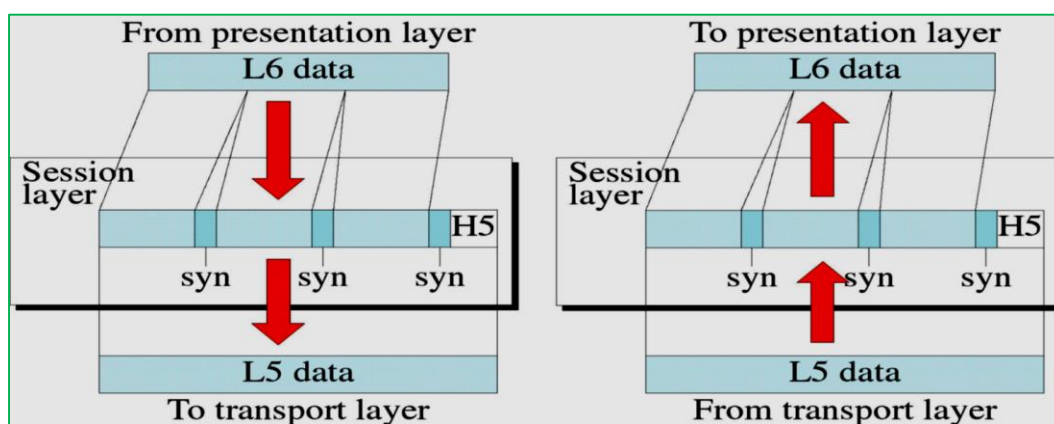 From presentation layer
L6 data
Session
layer
H5
syn
syn
syn
L5 data
To transport layer
To presentation layer
L6 data
Session
layer
H5
syn
syn
syn
L5 data
From transport layer